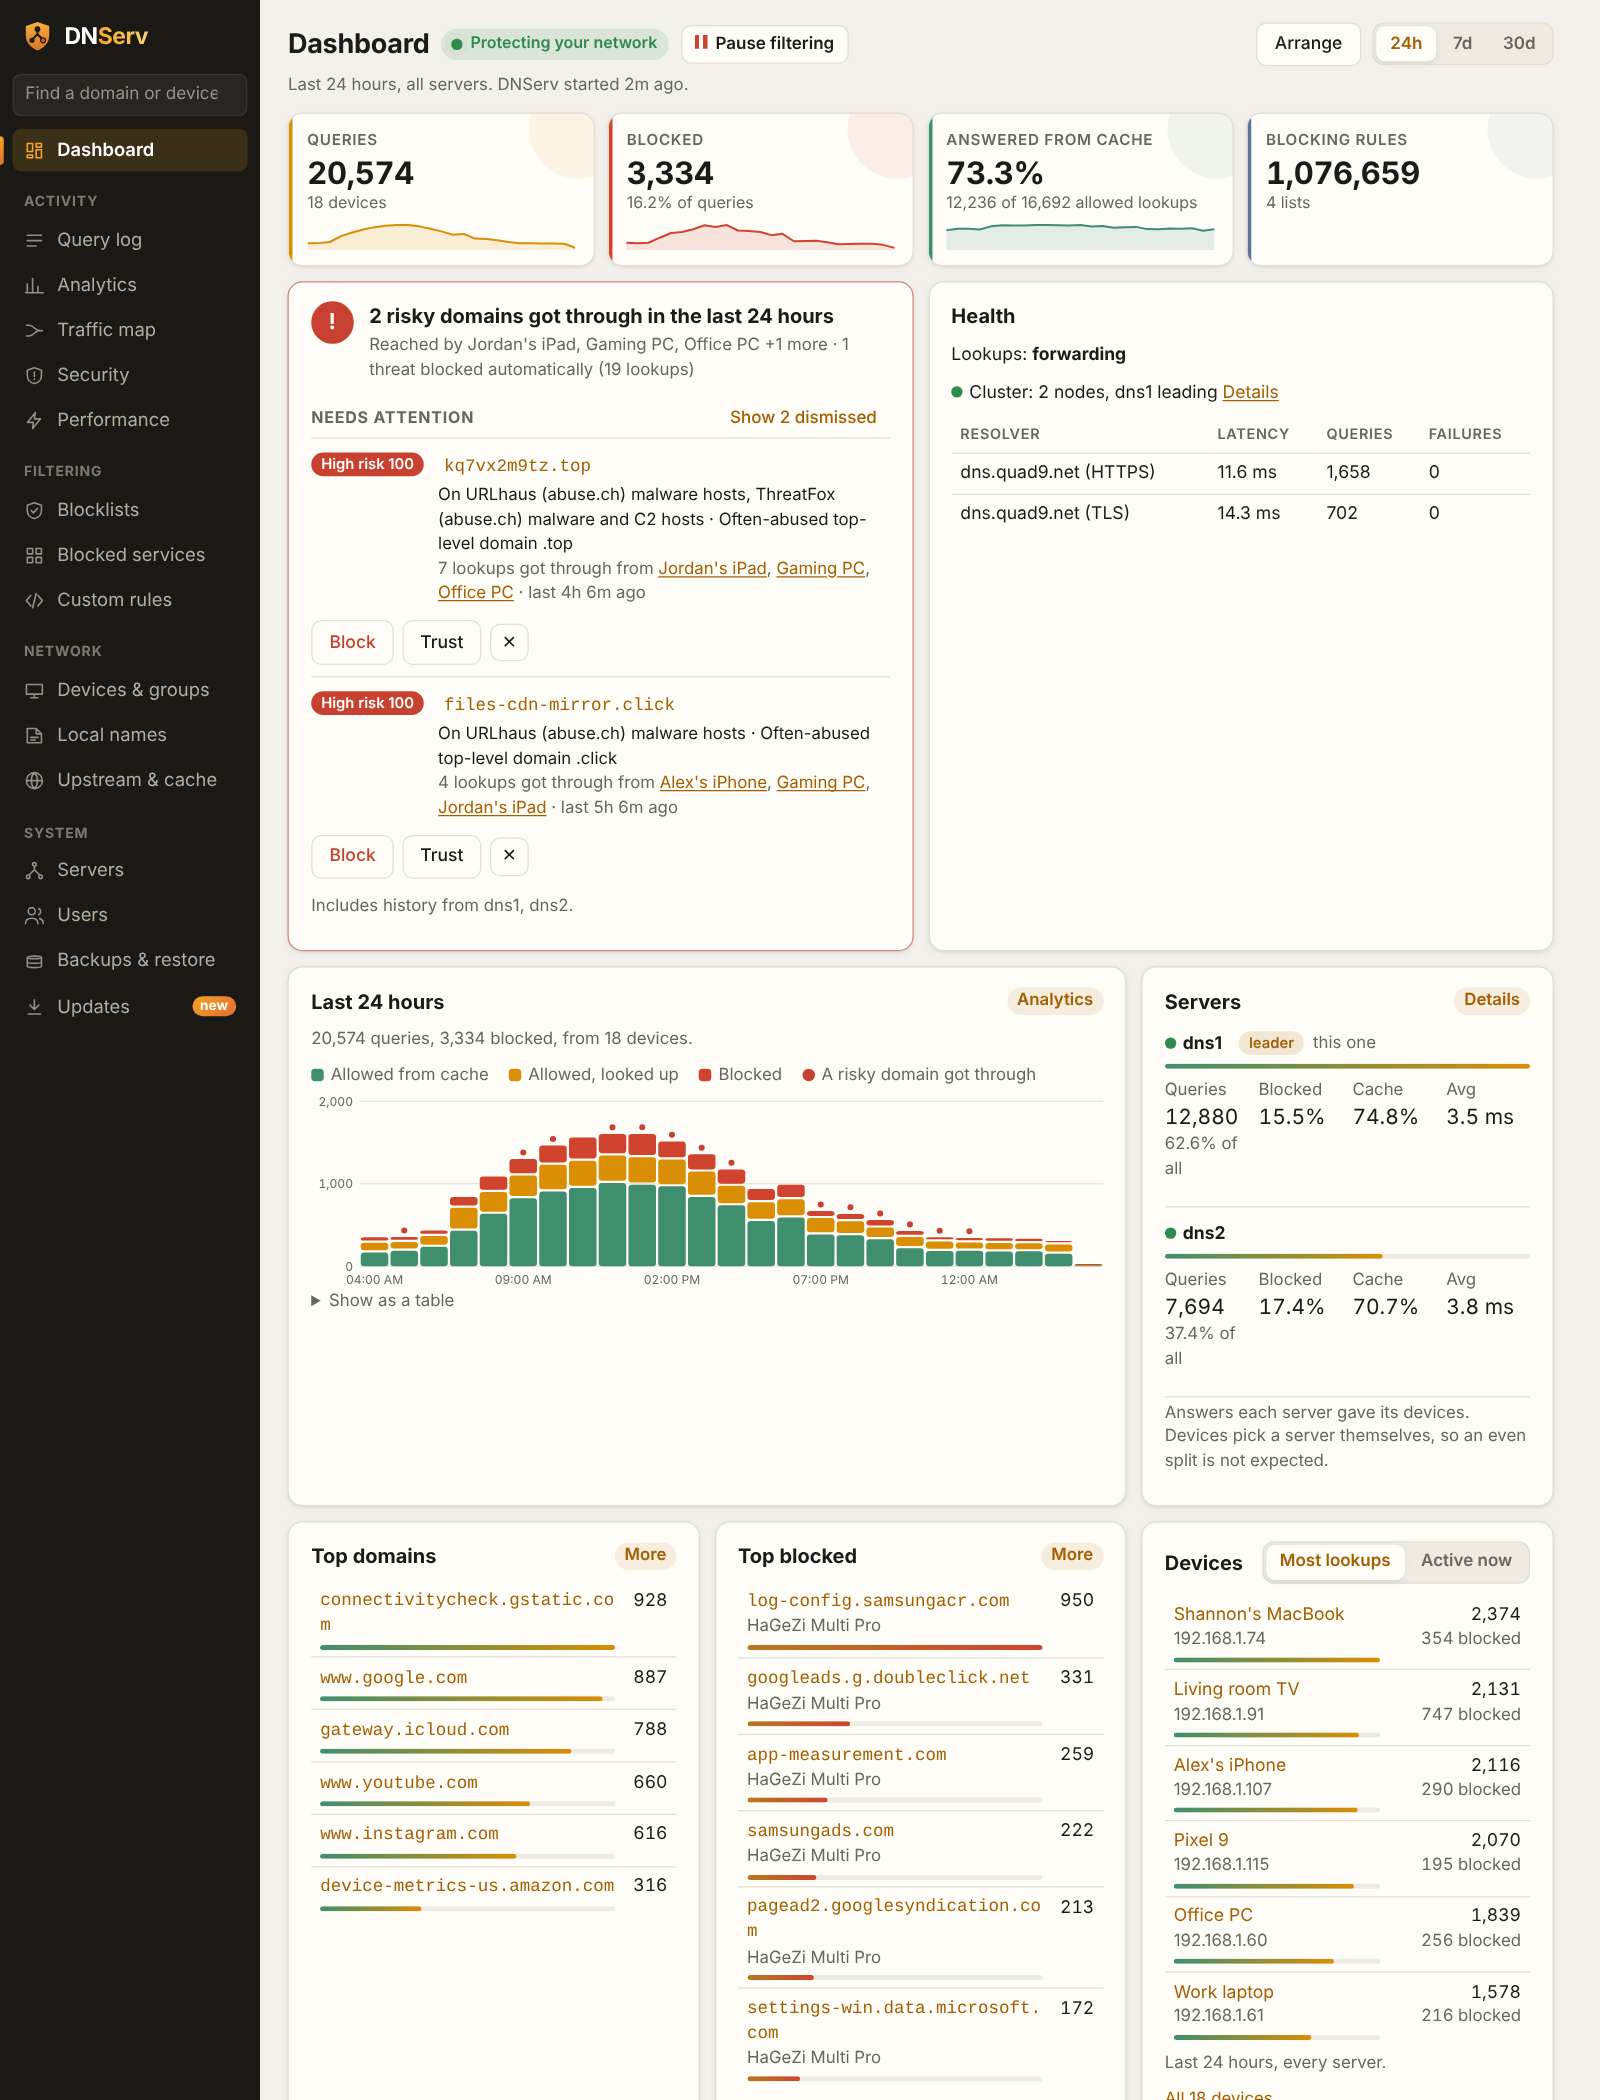 DNServ
Find a domain or device
Dashboard
ACTIVITY
Query log
Analytics
Traffic map
Security
Performance
FILTERING
Blocklists
Blocked services
Custom rules
NETWORK
Devices & groups
Local names
Upstream & cache
SYSTEM
Servers
Users
Backups & restore
Updates new
Dashboard Protecting your network Pause filtering Arrange 24h 7d 30d
Last 24 hours, all servers. DNServ started 2m ago.
QUERIES
20,574
18 devices
BLOCKED
3,334
16.2% of queries
ANSWERED FROM CACHE
73.3%
12,236 of 16,692 allowed lookups
BLOCKING RULES
1,076,659
4 lists
! 2 risky domains got through in the last 24 hours
Reached by Jordan's iPad, Gaming PC, Office PC +1 more · 1
threat blocked automatically (19 lookups)
NEEDS ATTENTION Show 2 dismissed
High risk 100 kq7vx2m9tz.top
On URLhaus (abuse.ch) malware hosts, ThreatFox
(abuse.ch) malware and C2 hosts · Often-abused top-
level domain .top
7 lookups got through from Jordan's iPad, Gaming PC,
Office PC · last 4h 6m ago
Block Trust ✕
High risk 100 files-cdn-mirror.click
On URLhaus (abuse.ch) malware hosts · Often-abused
top-level domain .click
4 lookups got through from Alex's iPhone, Gaming PC,
Jordan's iPad · last 5h 6m ago
Block Trust ✕
Includes history from dns1, dns2.
Health
Lookups: forwarding
Cluster: 2 nodes, dns1 leading Details
RESOLVER LATENCY QUERIES FAILURES
dns.quad9.net (HTTPS) 11.6 ms 1,658 0
dns.quad9.net (TLS) 14.3 ms 702 0
Last 24 hours Analytics
20,574 queries, 3,334 blocked, from 18 devices.
Allowed from cache Allowed, looked up Blocked A risky domain got through
2,000
1,000
0
04:00 AM 09:00 AM 02:00 PM 07:00 PM 12:00 AM
▶ Show as a table
Servers Details
dns1 leader this one
Queries Blocked Cache Avg
12,880 15.5% 74.8% 3.5 ms
62.6% of
all
dns2
Queries Blocked Cache Avg
7,694 17.4% 70.7% 3.8 ms
37.4% of
all
Answers each server gave its devices.
Devices pick a server themselves, so an even
split is not expected.
Top domains More
connectivitycheck.gstatic.co 928
m
www.google.com 887
gateway.icloud.com 788
www.youtube.com 660
www.instagram.com 616
device-metrics-us.amazon.com 316
Top blocked More
log-config.samsungacr.com 950
HaGeZi Multi Pro
googleads.g.doubleclick.net 331
HaGeZi Multi Pro
app-measurement.com 259
HaGeZi Multi Pro
samsungads.com 222
HaGeZi Multi Pro
pagead2.googlesyndication.co 213
m
HaGeZi Multi Pro
settings-win.data.microsoft. 172
com
HaGeZi Multi Pro
Devices Most lookups Active now
Shannon's MacBook 2,374
192.168.1.74 354 blocked
Living room TV 2,131
192.168.1.91 747 blocked
Alex's iPhone 2,116
192.168.1.107 290 blocked
Pixel 9 2,070
192.168.1.115 195 blocked
Office PC 1,839
192.168.1.60 256 blocked
Work laptop 1,578
192.168.1.61 216 blocked
Last 24 hours, every server.
All 18 devices